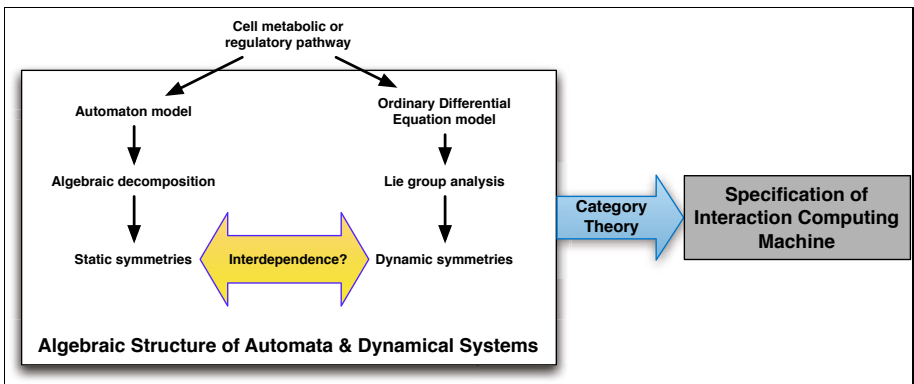 Cell metabolic or
regulatory pathway
Automaton model
Ordinary Differential
Equation model
Algebraic decomposition
Lie group analysis
Static symmetries
Interdependence?
Dynamic symmetries
Algebraic Structure of Automata & Dynamical Systems
Category
Theory
Specification of
Interaction Computing
Machine